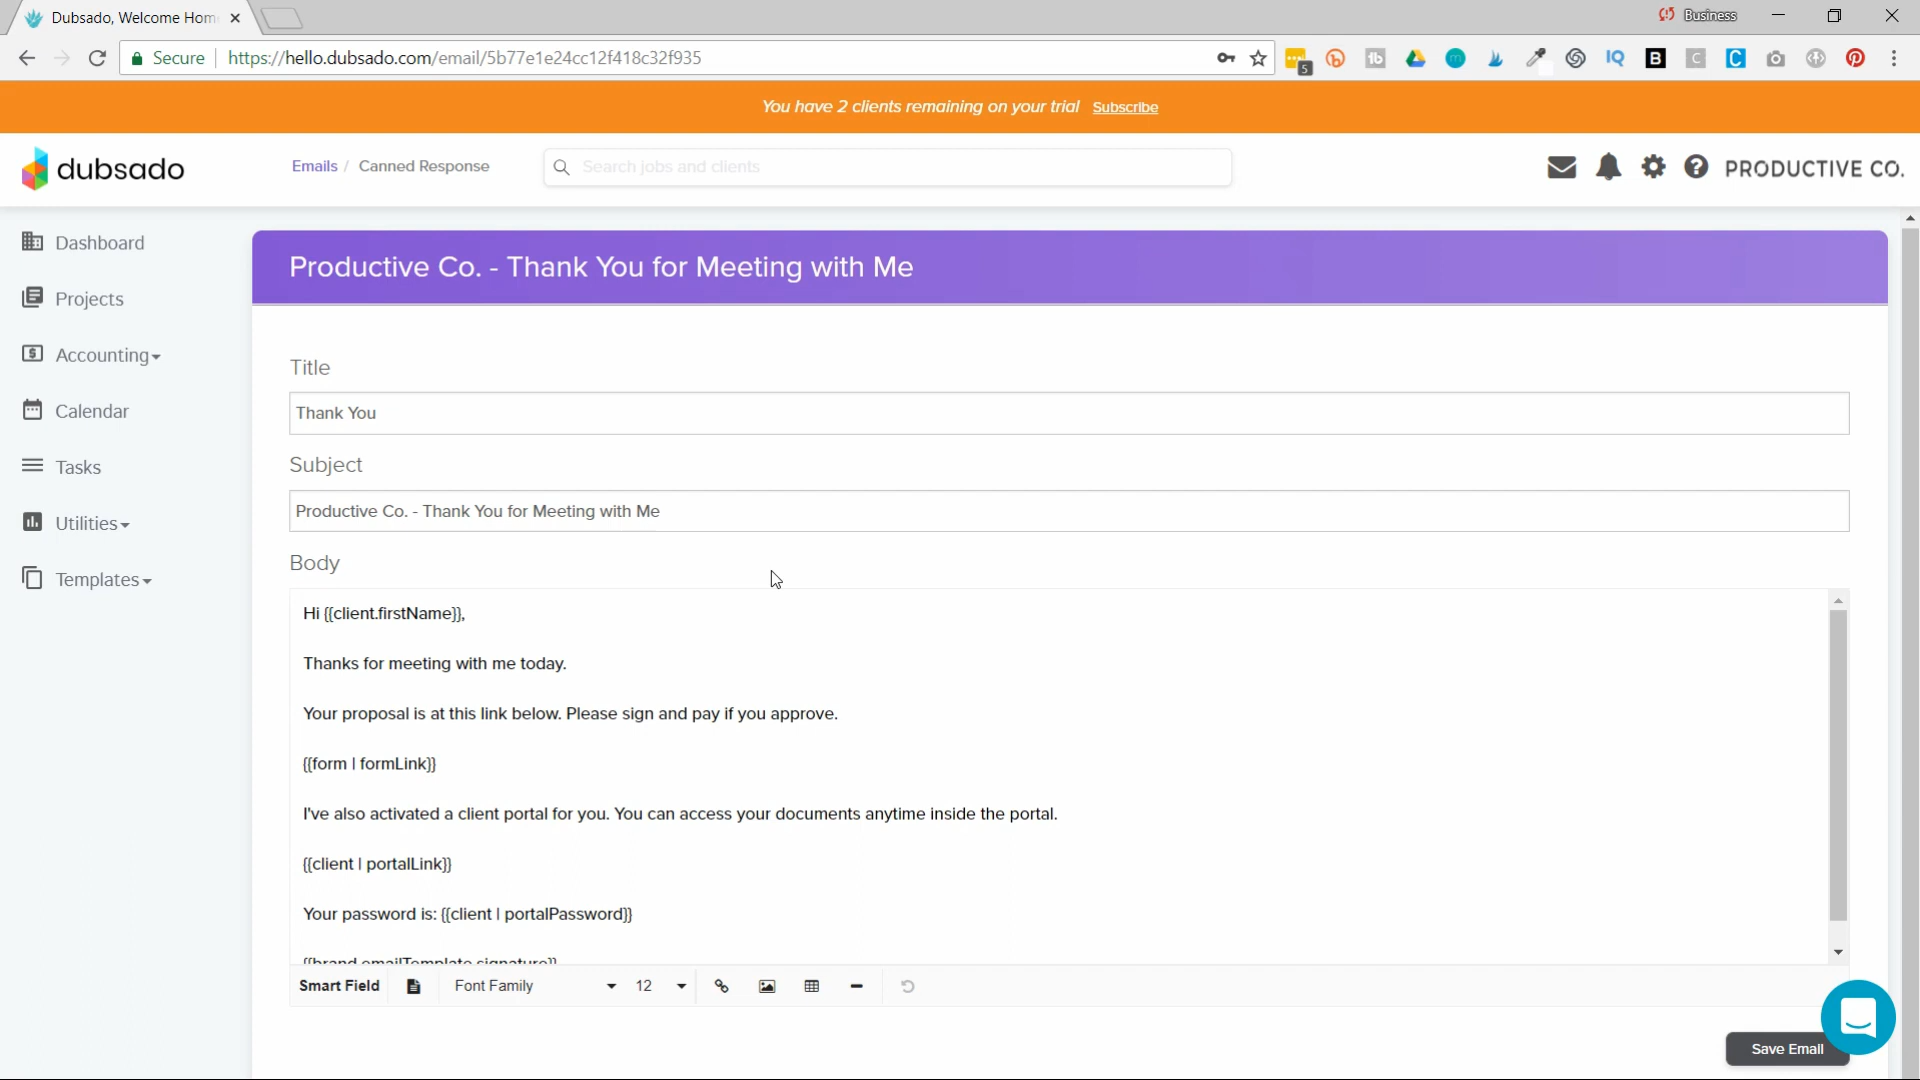 Dubsado, Welcome Hom
Business
Secure
https://hello.dubsado.com/email/5b77e1e24cc12f418c32f935
5
tb
m
IQ
B
C
C
You have 2 clients remaining on your trial Subscribe
dubsado
Emails / Canned Response
Search jobs and clients
PRODUCTIVE CO.
Dashboard
Projects
Accounting
Calendar
Tasks
Utilities
Templates
Productive Co. - Thank You for Meeting with Me
Title
Thank You
Subject
Productive Co. - Thank You for Meeting with Me
Body
Hi {{client.firstName}},
Thanks for meeting with me today.
Your proposal is at this link below. Please sign and pay if you approve.
{{form | formLink}}
I've also activated a client portal for you. You can access your documents anytime inside the portal.
{{client | portalLink}}
Your password is: {{client | portalPassword}}
{{brand.emailTemplate.signature}}
Smart Field
Font Family
12
Save Email